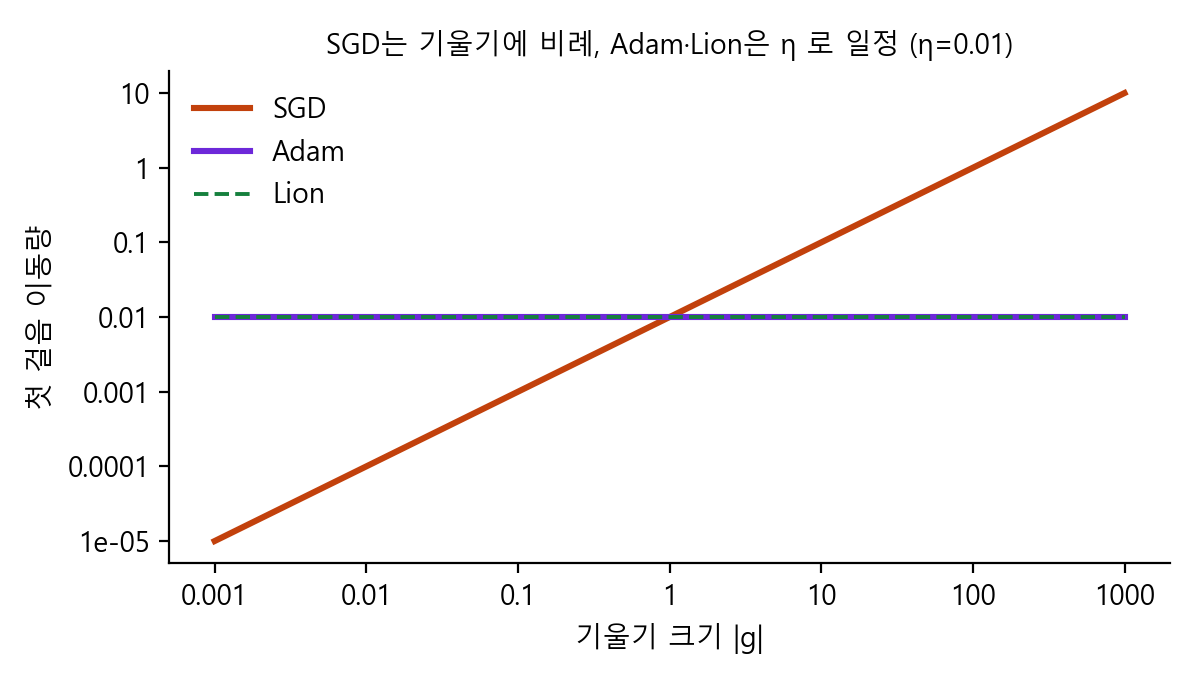 SGD는 기울기에 비례, Adam·Lion은 η 로 일정 (η=0.01)
SGD
Adam
Lion
첫 걸음 이동량
10
1
0.1
0.01
0.001
0.0001
1e-05
0.001 0.01 0.1 1 10 100 1000
기울기 크기 |g|